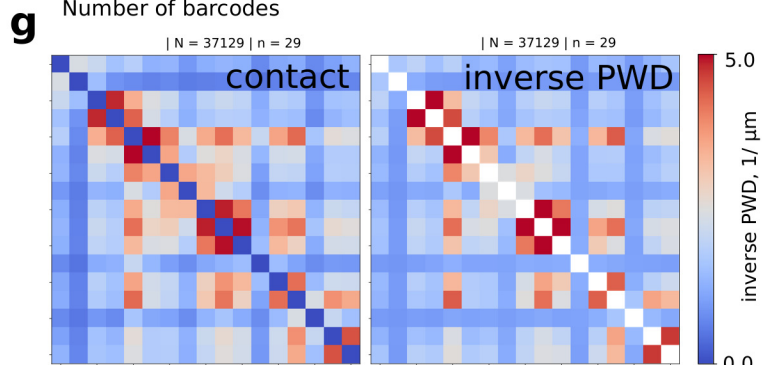 g
Number of barcodes
| N = 37129 | n = 29
| N = 37129 | n = 29
contact
inverse PWD
5.0
inverse PWD, 1/ μm
0.0